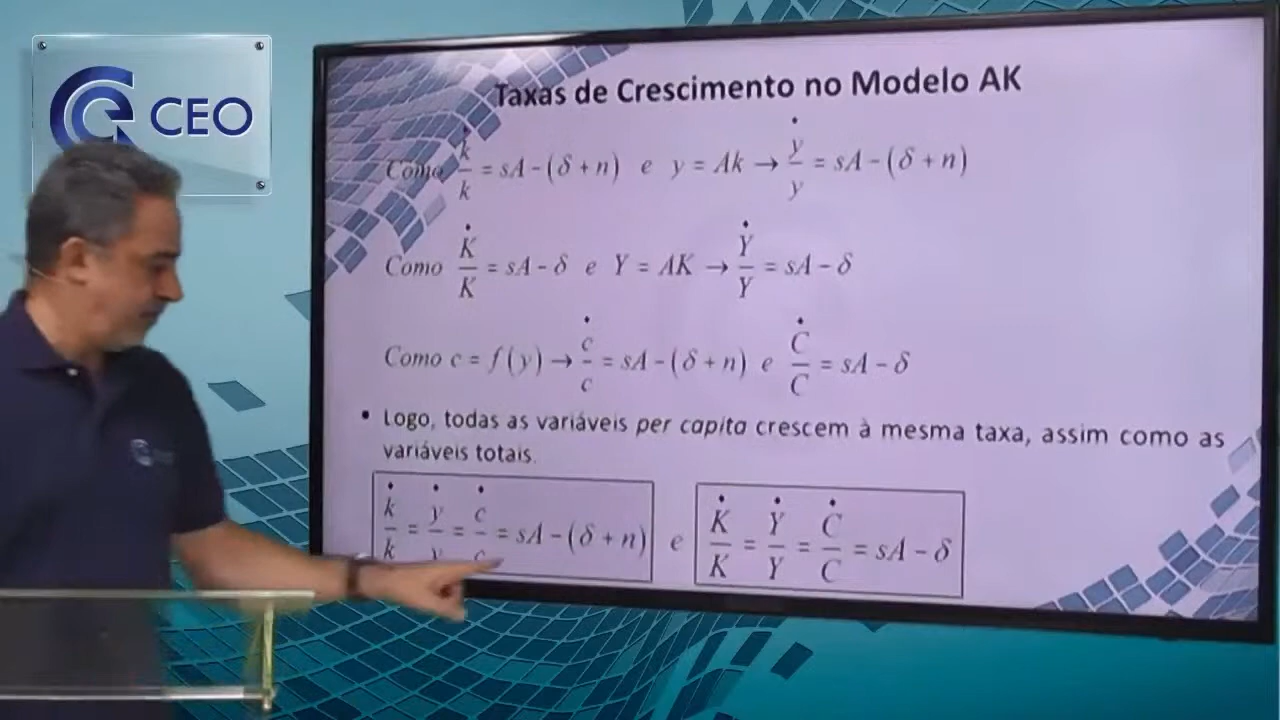 CEO
Taxas de Crescimento no Modelo AK
Como k̇/k = sA − (δ + n) e y = Ak → ẏ/y = sA − (δ + n)
Como K̇/K = sA − δ e Y = AK → Ẏ/Y = sA − δ
Como c = f(y) → ċ/c = sA − (δ + n) e Ċ/C = sA − δ
• Logo, todas as variáveis per capita crescem à mesma taxa, assim como as
variáveis totais.
k̇/k = ẏ/y = ċ/c = sA − (δ + n) e K̇/K = Ẏ/Y = Ċ/C = sA − δ